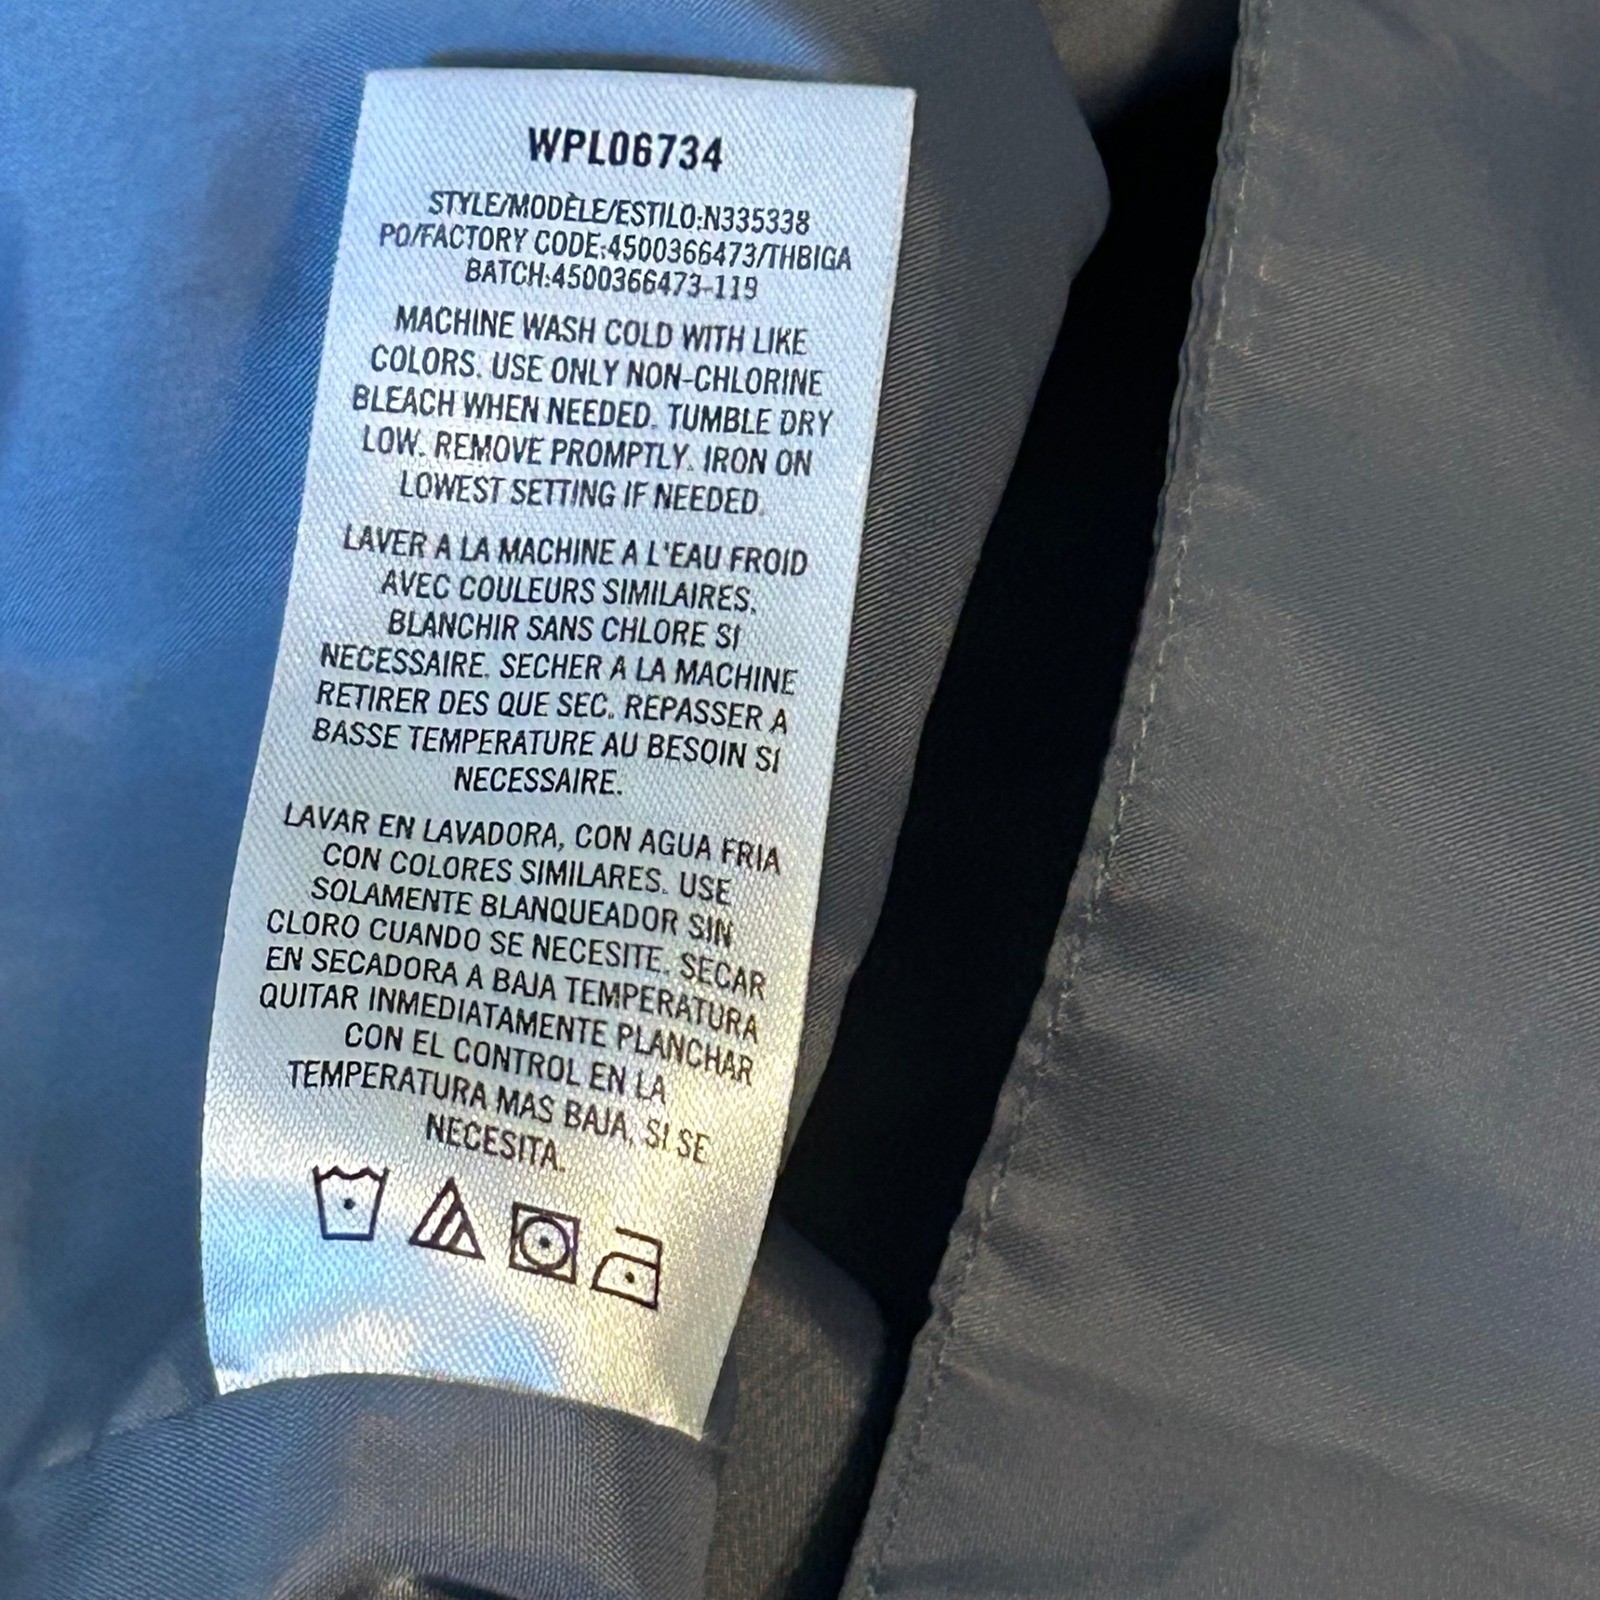 WPL06734
STYLE/MODÈLE/ESTILO:N335338
PO/FACTORY CODE:4500366473/THBIGA
BATCH:4500366473-119
MACHINE WASH COLD WITH LIKE
COLORS. USE ONLY NON-CHLORINE
BLEACH WHEN NEEDED. TUMBLE DRY
LOW. REMOVE PROMPTLY. IRON ON
LOWEST SETTING IF NEEDED.
LAVER A LA MACHINE A L'EAU FROID
AVEC COULEURS SIMILAIRES.
BLANCHIR SANS CHLORE SI
NECESSAIRE. SECHER A LA MACHINE
RETIRER DES QUE SEC. REPASSER A
BASSE TEMPERATURE AU BESOIN SI
NECESSAIRE.
LAVAR EN LAVADORA, CON AGUA FRIA
CON COLORES SIMILARES. USE
SOLAMENTE BLANQUEADOR SIN
CLORO CUANDO SE NECESITE. SECAR
EN SECADORA A BAJA TEMPERATURA
QUITAR INMEDIATAMENTE PLANCHAR
CON EL CONTROL EN LA
TEMPERATURA MAS BAJA, SI SE
NECESITA.